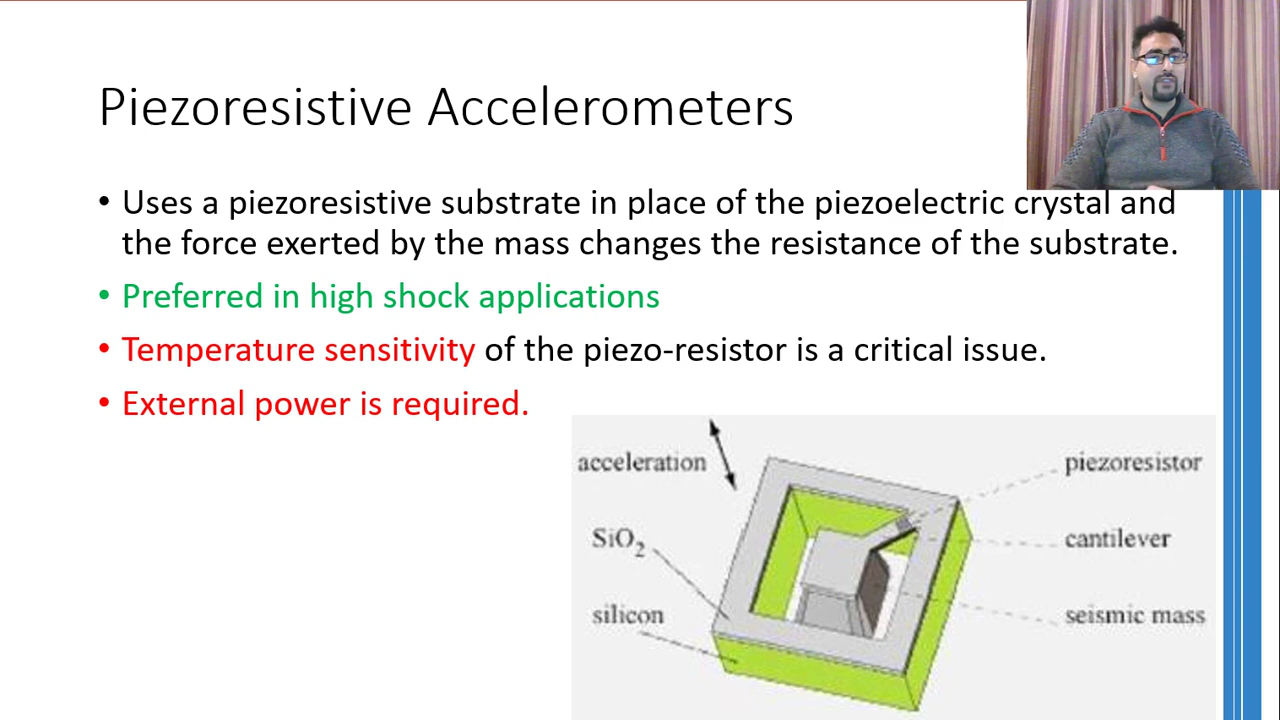 Piezoresistive Accelerometers
• Uses a piezoresistive substrate in place of the piezoelectric crystal and
the force exerted by the mass changes the resistance of the substrate.
• Preferred in high shock applications
• Temperature sensitivity of the piezo-resistor is a critical issue.
• External power is required.
acceleration
piezoresistor
SiO₂
cantilever
silicon
seismic mass